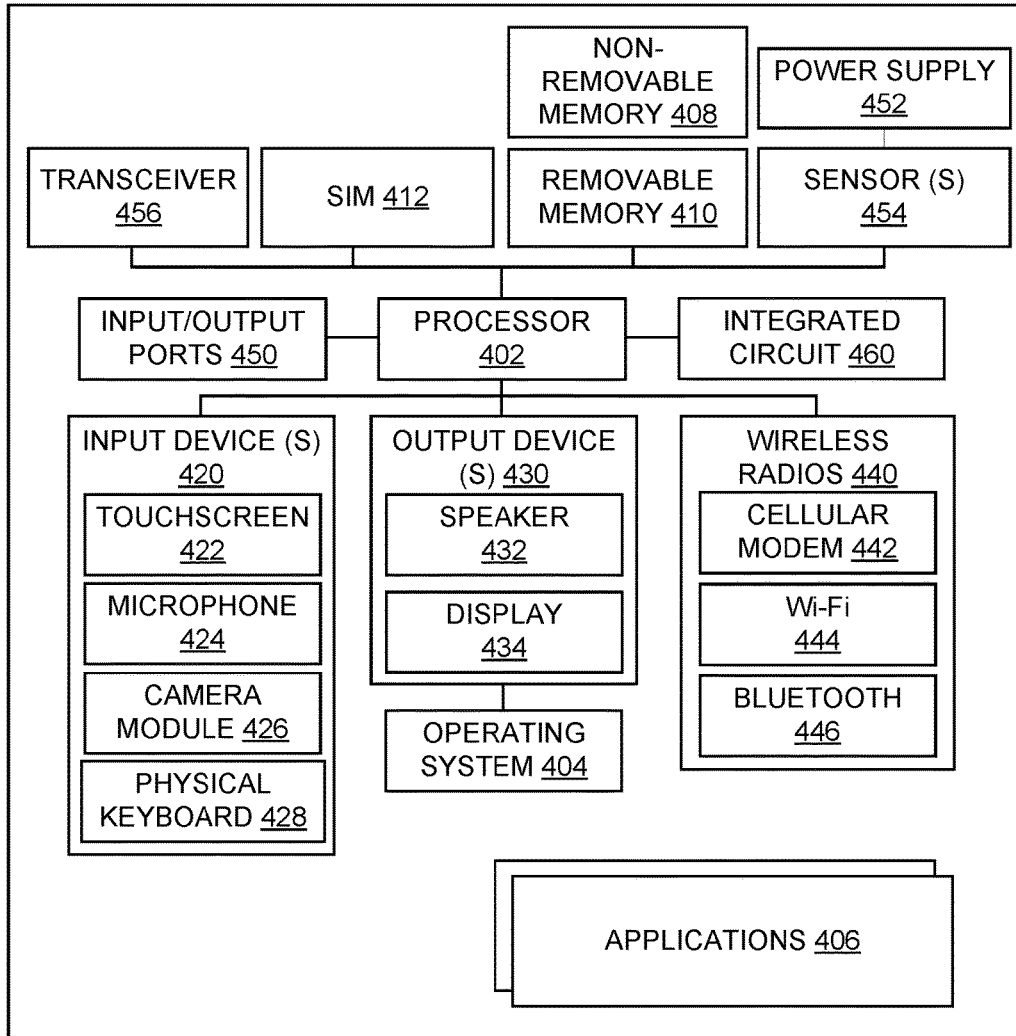 NON-
REMOVABLE
MEMORY 408
POWER SUPPLY
452
TRANSCEIVER
456
SIM 412
REMOVABLE
MEMORY 410
SENSOR (S)
454
INPUT/OUTPUT
PORTS 450
PROCESSOR
402
INTEGRATED
CIRCUIT 460
INPUT DEVICE (S)
420
TOUCHSCREEN
422
MICROPHONE
424
CAMERA
MODULE 426
PHYSICAL
KEYBOARD 428
OUTPUT DEVICE
(S) 430
SPEAKER
432
DISPLAY
434
OPERATING
SYSTEM 404
WIRELESS
RADIOS 440
CELLULAR
MODEM 442
Wi-Fi
444
BLUETOOTH
446
APPLICATIONS 406